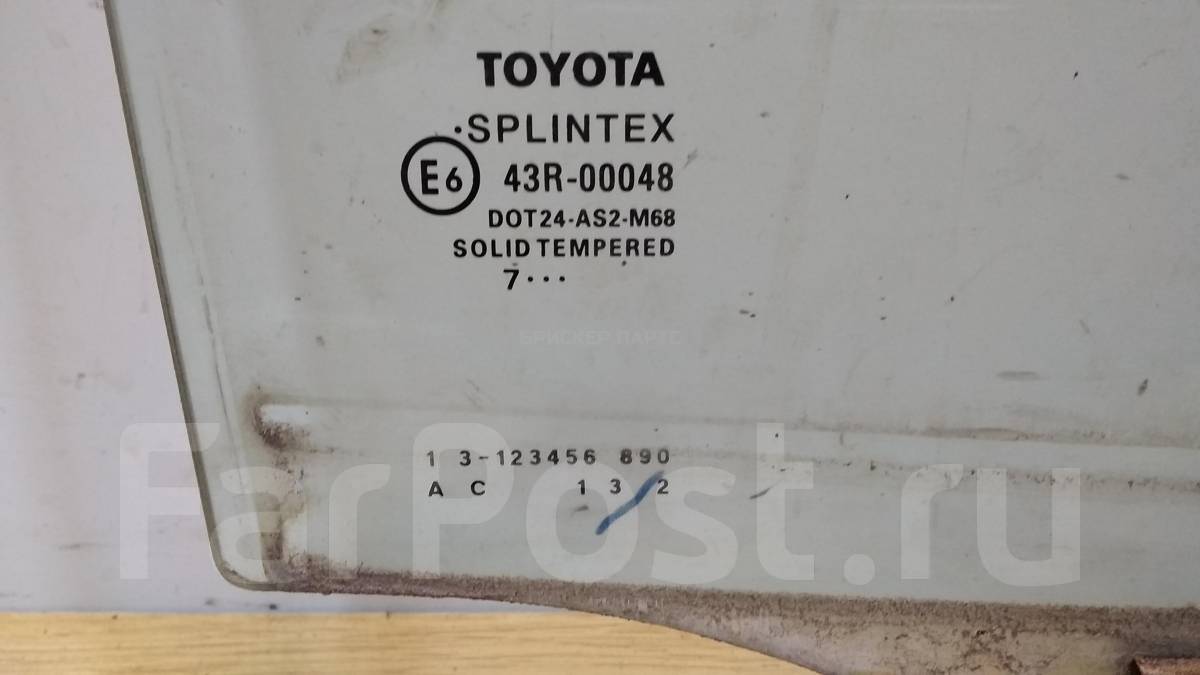 TOYOTA
·SPLINTEX
E6 43R-00048
DOT24-AS2-M68
SOLID TEMPERED
7···
БРИСКЕР ПАРТС
1 3-123456 890
A C 1 3 2
FarPost.ru